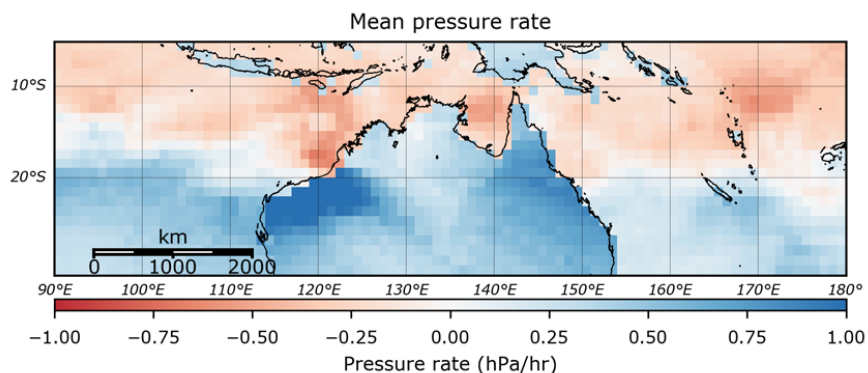 Mean pressure rate
10°S
20°S
km
0 1000 2000
90°E 100°E 110°E 120°E 130°E 140°E 150°E 160°E 170°E 180°
−1.00 −0.75 −0.50 −0.25 0.00 0.25 0.50 0.75 1.00
Pressure rate (hPa/hr)